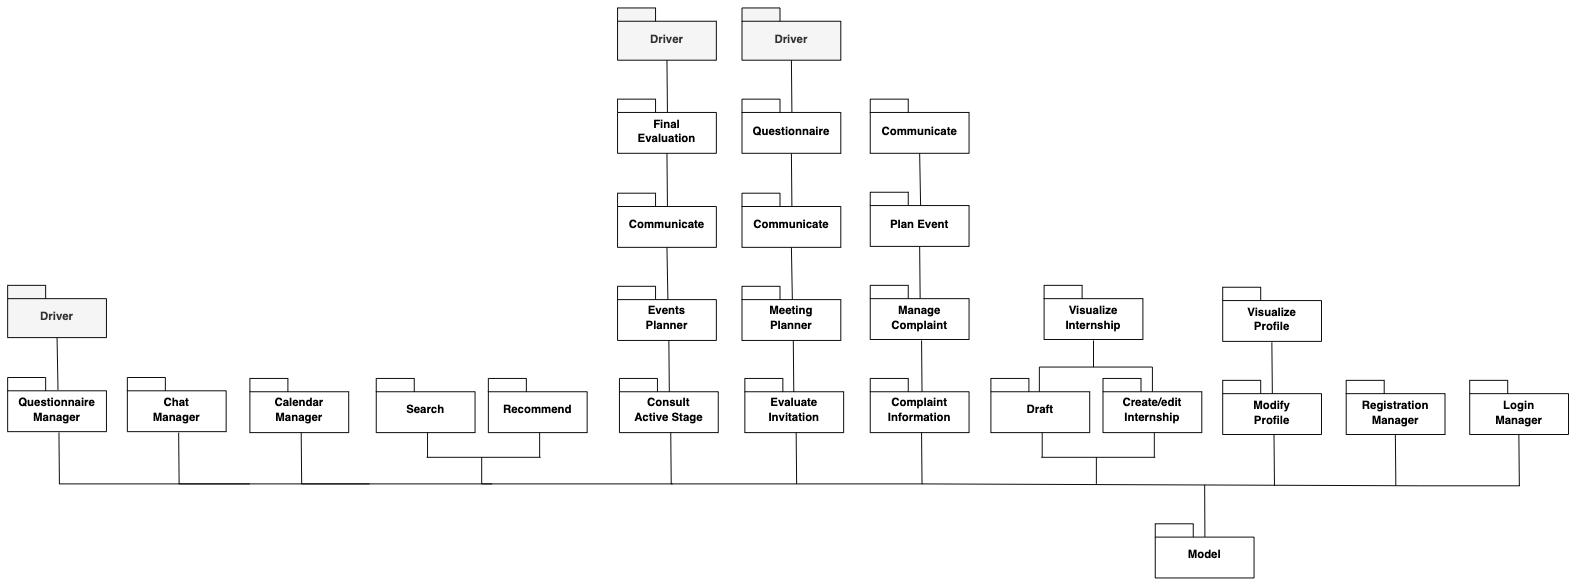 Driver
Driver
Final
Evaluation
Questionnaire
Communicate
Communicate
Communicate
Plan Event
Driver
Events
Planner
Meeting
Planner
Manage
Complaint
Visualize
Internship
Visualize
Profile
Questionnaire
Manager
Chat
Manager
Calendar
Manager
Search
Recommend
Consult
Active Stage
Evaluate
Invitation
Complaint
Information
Draft
Create/edit
Internship
Modify
Profile
Registration
Manager
Login
Manager
Model